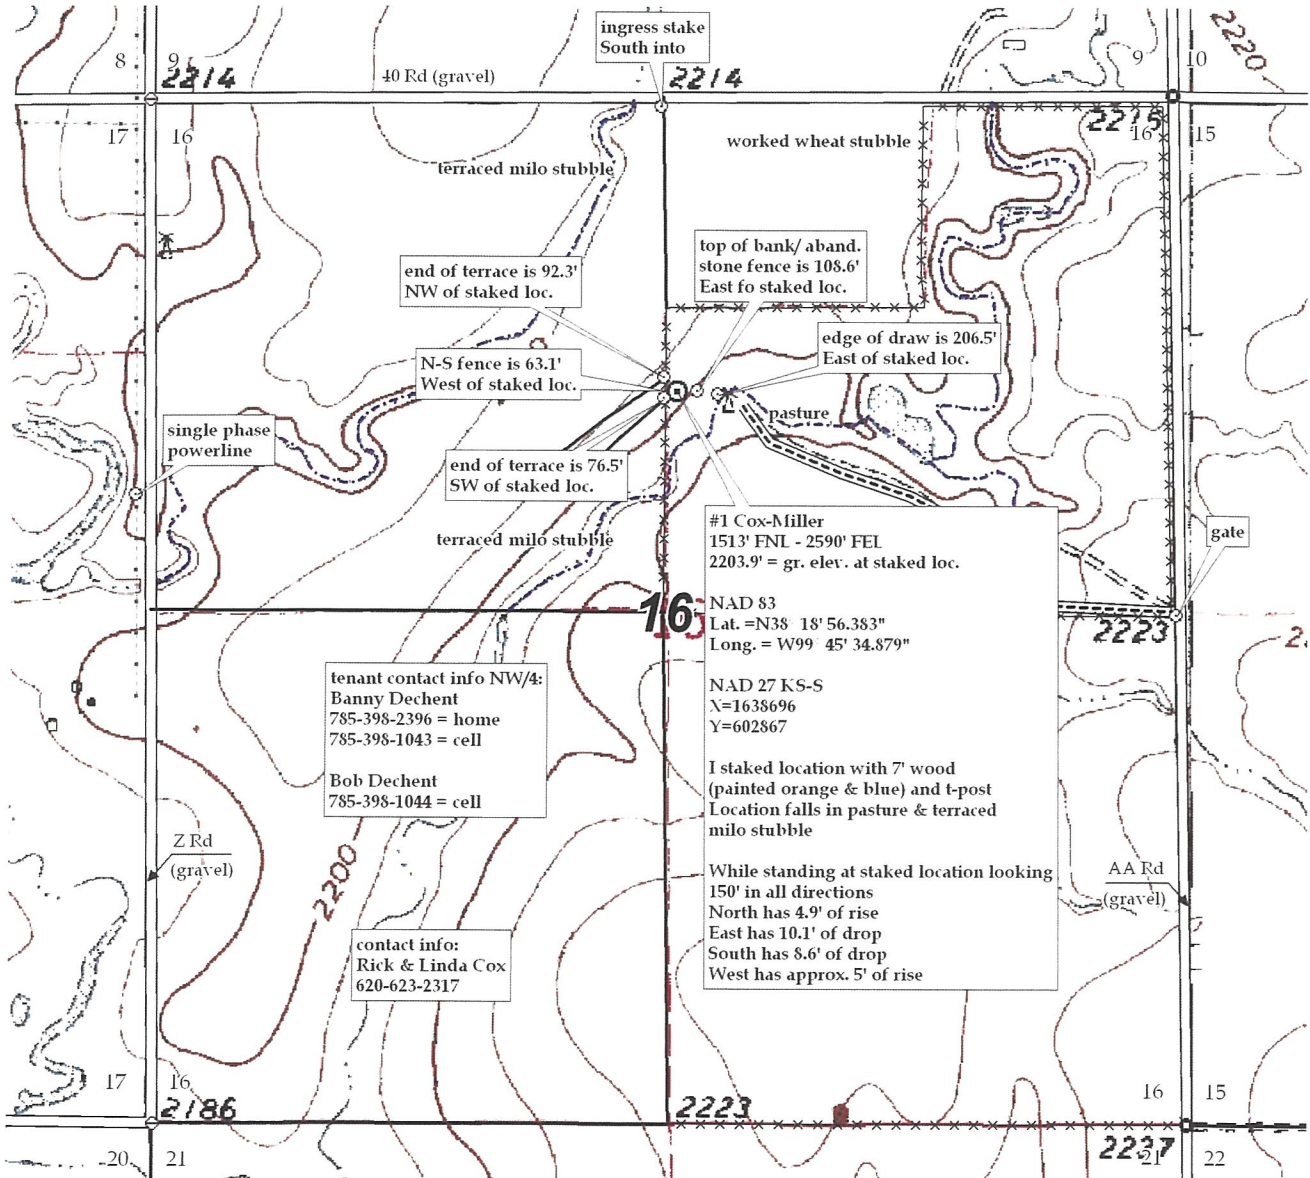 ingress stake
South into
8
9
2214
40 Rd (gravel)
2214
9
10
2220
17
16
2215
16
15
worked wheat stubble
terraced milo stubble
top of bank/ aband.
stone fence is 108.6'
East fo staked loc.
end of terrace is 92.3'
NW of staked loc.
edge of draw is 206.5'
East of staked loc.
N-S fence is 63.1'
West of staked loc.
pasture
single phase
powerline
end of terrace is 76.5'
SW of staked loc.
terraced milo stubble
gate
#1 Cox-Miller
1513' FNL - 2590' FEL
2203.9' = gr. elev. at staked loc.
NAD 83
Lat. =N38 18' 56.383"
Long. = W99 45' 34.879"
NAD 27 KS-S
X=1638696
Y=602867
I staked location with 7' wood
(painted orange & blue) and t-post
Location falls in pasture & terraced
milo stubble
While standing at staked location looking
150' in all directions
North has 4.9' of rise
East has 10.1' of drop
South has 8.6' of drop
West has approx. 5' of rise
16
2223
tenant contact info NW/4:
Banny Dechent
785-398-2396 = home
785-398-1043 = cell
Bob Dechent
785-398-1044 = cell
Z Rd
(gravel)
2200
AA Rd
(gravel)
contact info:
Rick & Linda Cox
620-623-2317
17
16
2186
2223
16
15
2237
20
21
21
22